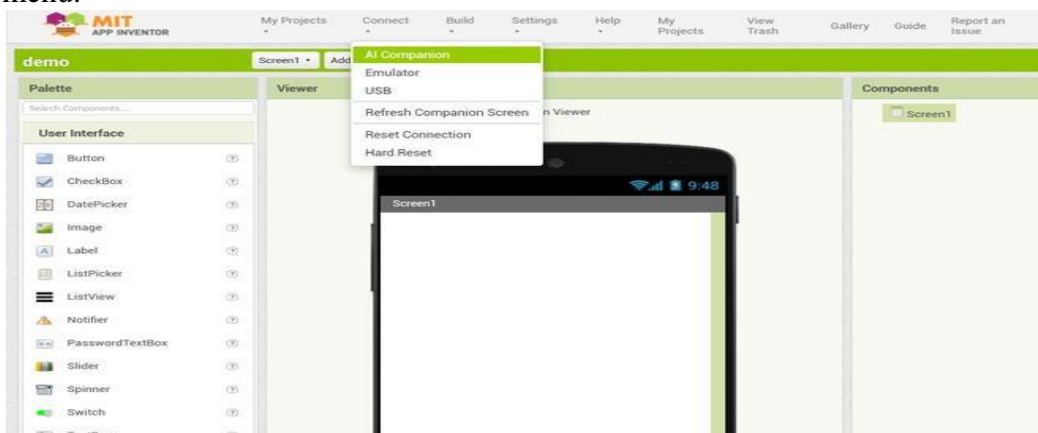 menu.
MIT
APP INVENTOR
My Projects
Connect
Build
Settings
Help
My Projects
View Trash
Gallery
Guide
Report an Issue
demo
Screen1
Add
AI Companion
Emulator
USB
Refresh Companion Screen
Reset Connection
Hard Reset
Palette
Search Components...
User Interface
Button
CheckBox
DatePicker
Image
Label
ListPicker
ListView
Notifier
PasswordTextBox
Slider
Spinner
Switch
Viewer
n Viewer
9:48
Screen1
Components
Screen1